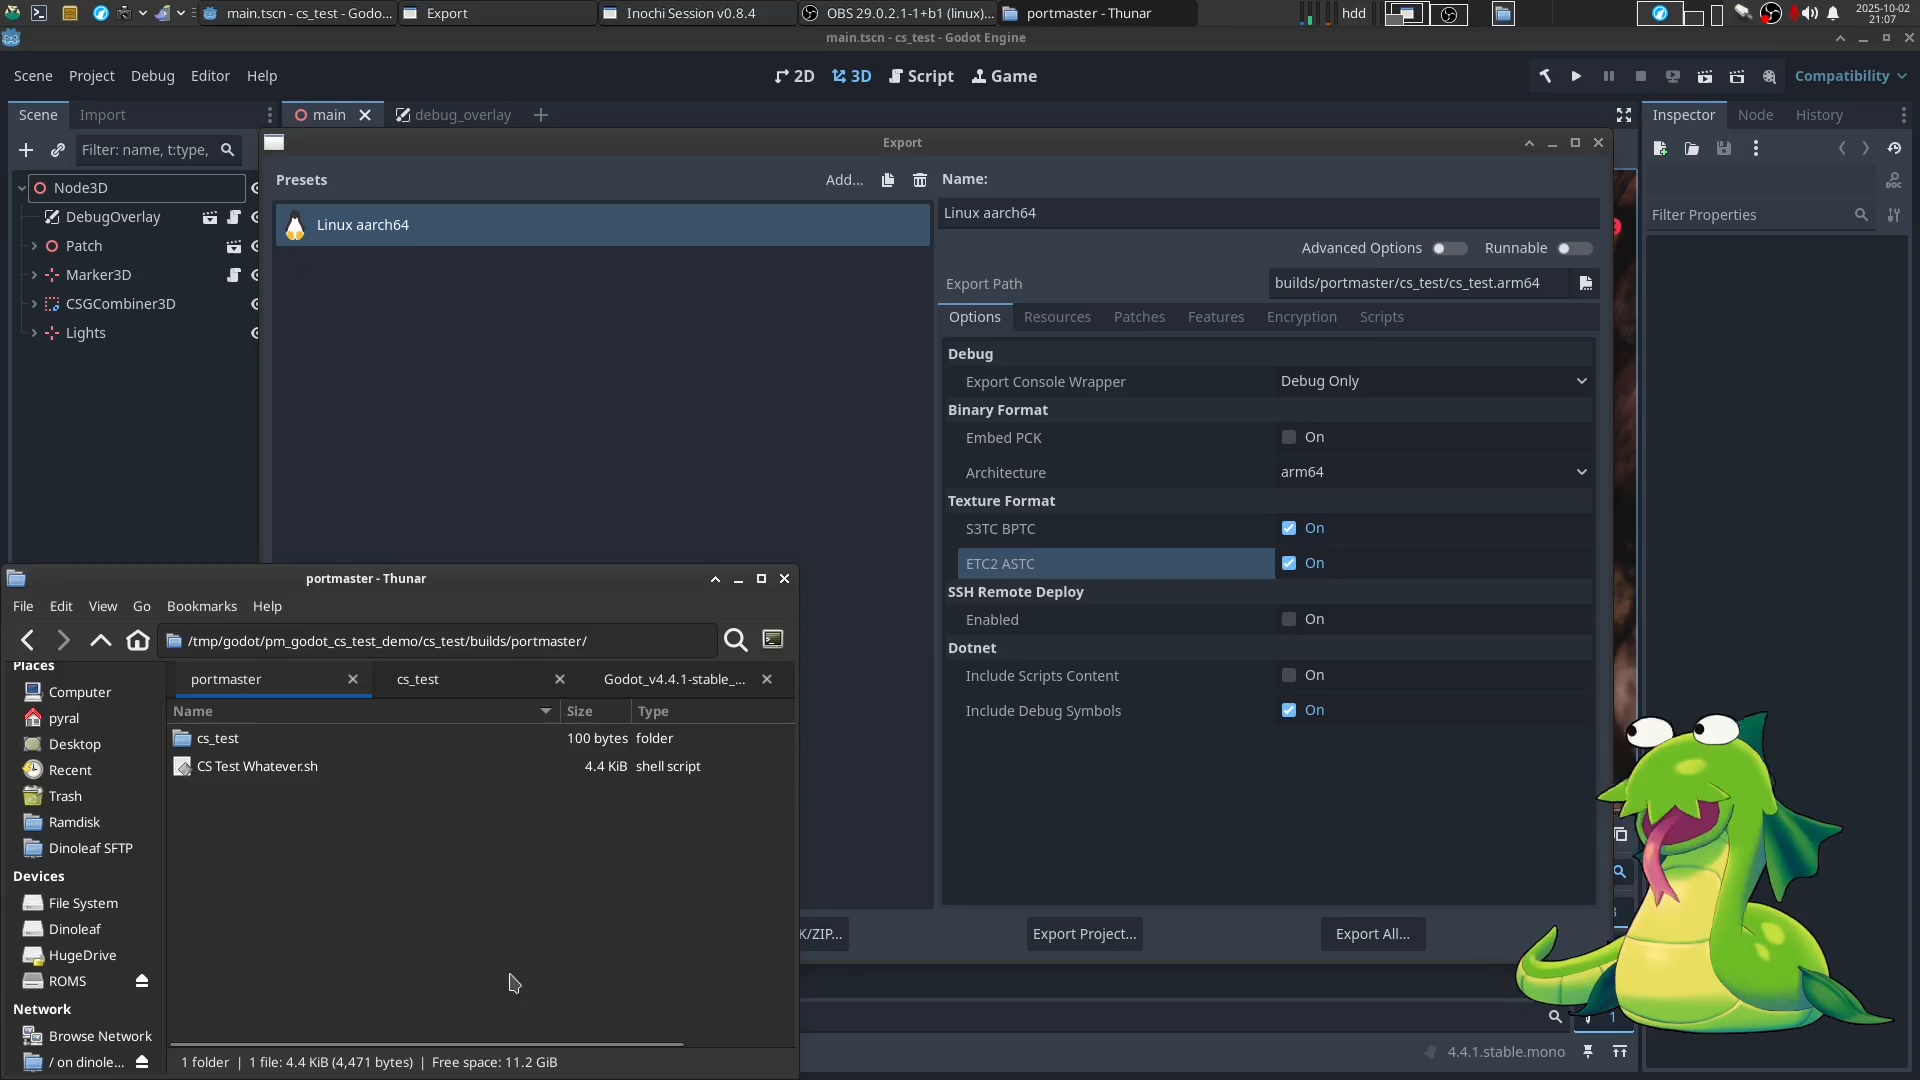 main.tscn - cs_test - Godo...
Export
Inochi Session v0.8.4
OBS 29.0.2.1-1+b1 (linux)...
portmaster - Thunar
hdd
2025-10-02
21:07
main.tscn - cs_test - Godot Engine
Scene
Project
Debug
Editor
Help
2D
3D
Script
Game
Compatibility
Scene
Import
main
debug_overlay
Inspector
Node
History
Filter: name, t:type,
Export
Presets
Add...
Name:
Node3D
Linux aarch64
Linux aarch64
DOC
DebugOverlay
Filter Properties
Patch
Advanced Options
Runnable
Marker3D
Export Path
builds/portmaster/cs_test/cs_test.arm64
CSGCombiner3D
Options
Resources
Patches
Features
Encryption
Scripts
Lights
Debug
Export Console Wrapper
Debug Only
Binary Format
Embed PCK
On
Architecture
arm64
Texture Format
S3TC BPTC
On
ETC2 ASTC
On
SSH Remote Deploy
Enabled
On
Dotnet
Include Scripts Content
On
Include Debug Symbols
On
K/ZIP...
Export Project...
Export All...
1
4.4.1.stable.mono
portmaster - Thunar
File
Edit
View
Go
Bookmarks
Help
/tmp/godot/pm_godot_cs_test_demo/cs_test/builds/portmaster/
Places
Computer
pyral
Desktop
Recent
Trash
Ramdisk
Dinoleaf SFTP
Devices
File System
Dinoleaf
HugeDrive
ROMS
Network
Browse Network
/ on dinole...
portmaster
cs_test
Godot_v4.4.1-stable_...
Name
Size
Type
cs_test
100 bytes
folder
CS Test Whatever.sh
4.4 KiB
shell script
1 folder | 1 file: 4.4 KiB (4,471 bytes) | Free space: 11.2 GiB